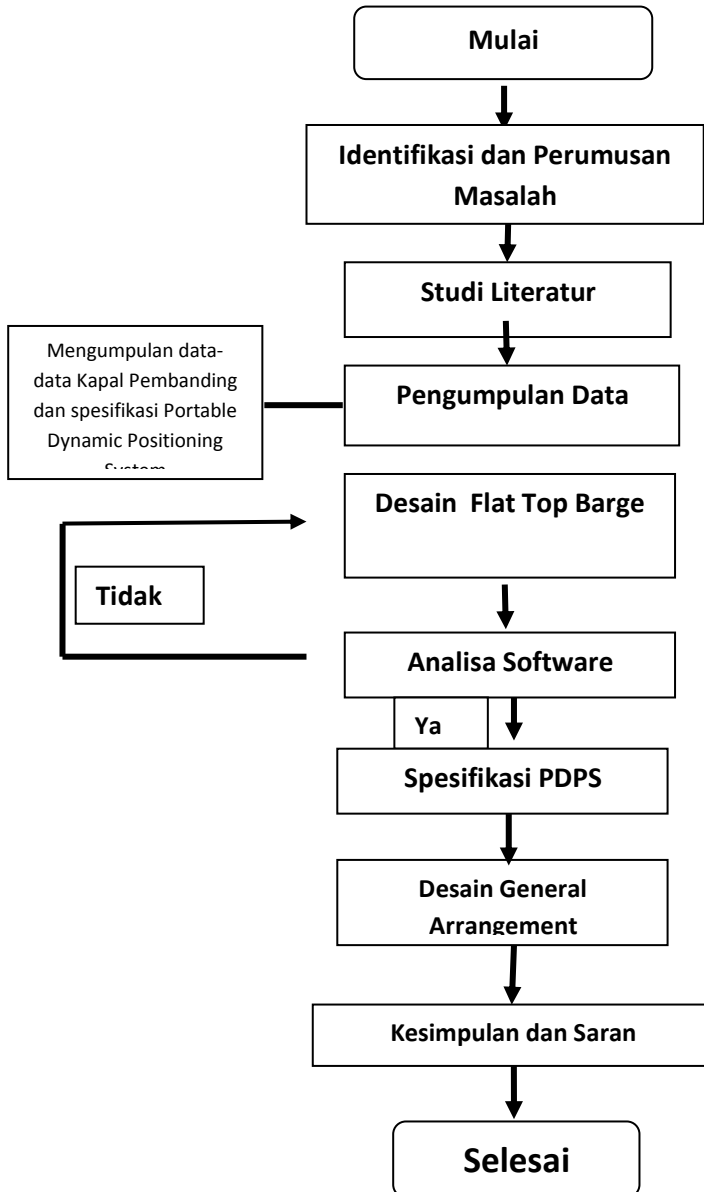 Mulai
Identifikasi dan Perumusan
Masalah
Studi Literatur
Pengumpulan Data
Mengumpulan data-
data Kapal Pembanding
dan spesifikasi Portable
Dynamic Positioning
System
Desain Flat Top Barge
Tidak
Analisa Software
Ya
Spesifikasi PDPS
Desain General
Arrangement
Kesimpulan dan Saran
Selesai